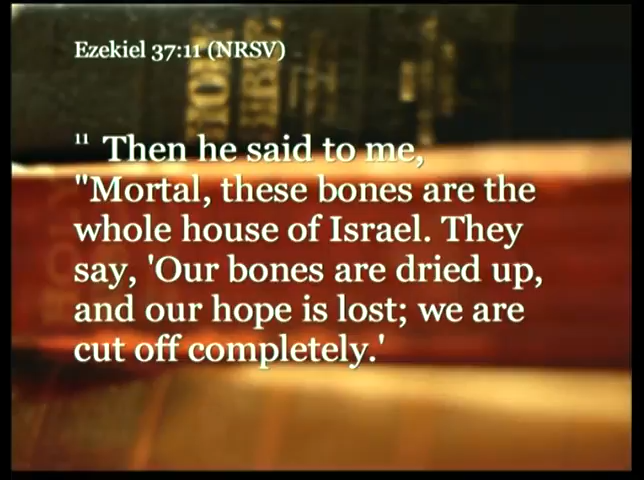 Ezekiel 37:11 (NRSV)
11 Then he said to me,
"Mortal, these bones are the
whole house of Israel. They
say, 'Our bones are dried up,
and our hope is lost; we are
cut off completely.'